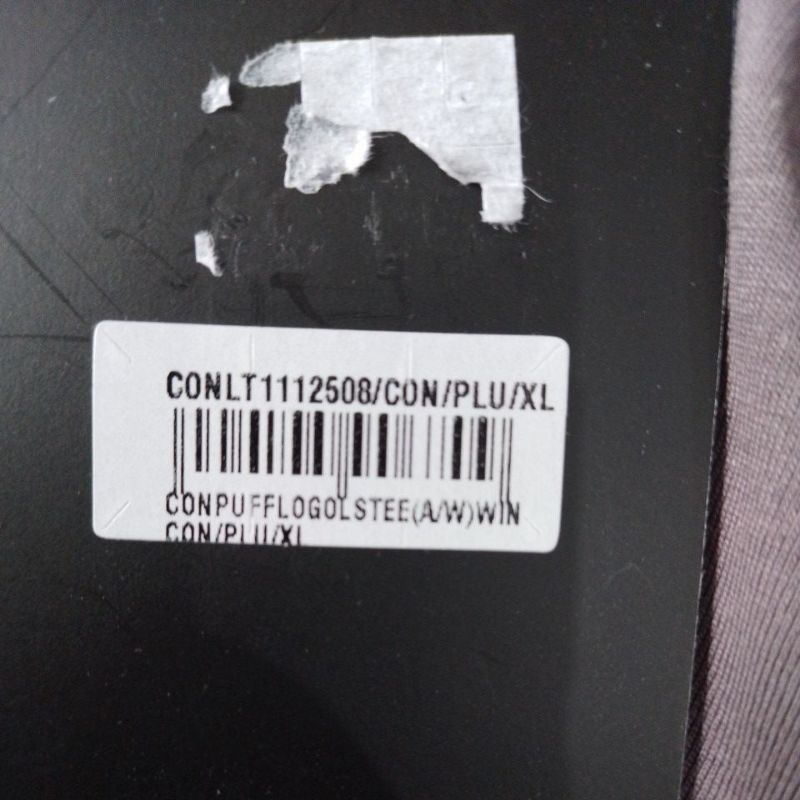 CONLT1112508/CON/PLU/XL
CONPUFFLOGOLSTEE(A/W)WIN
CON/PLU/XL